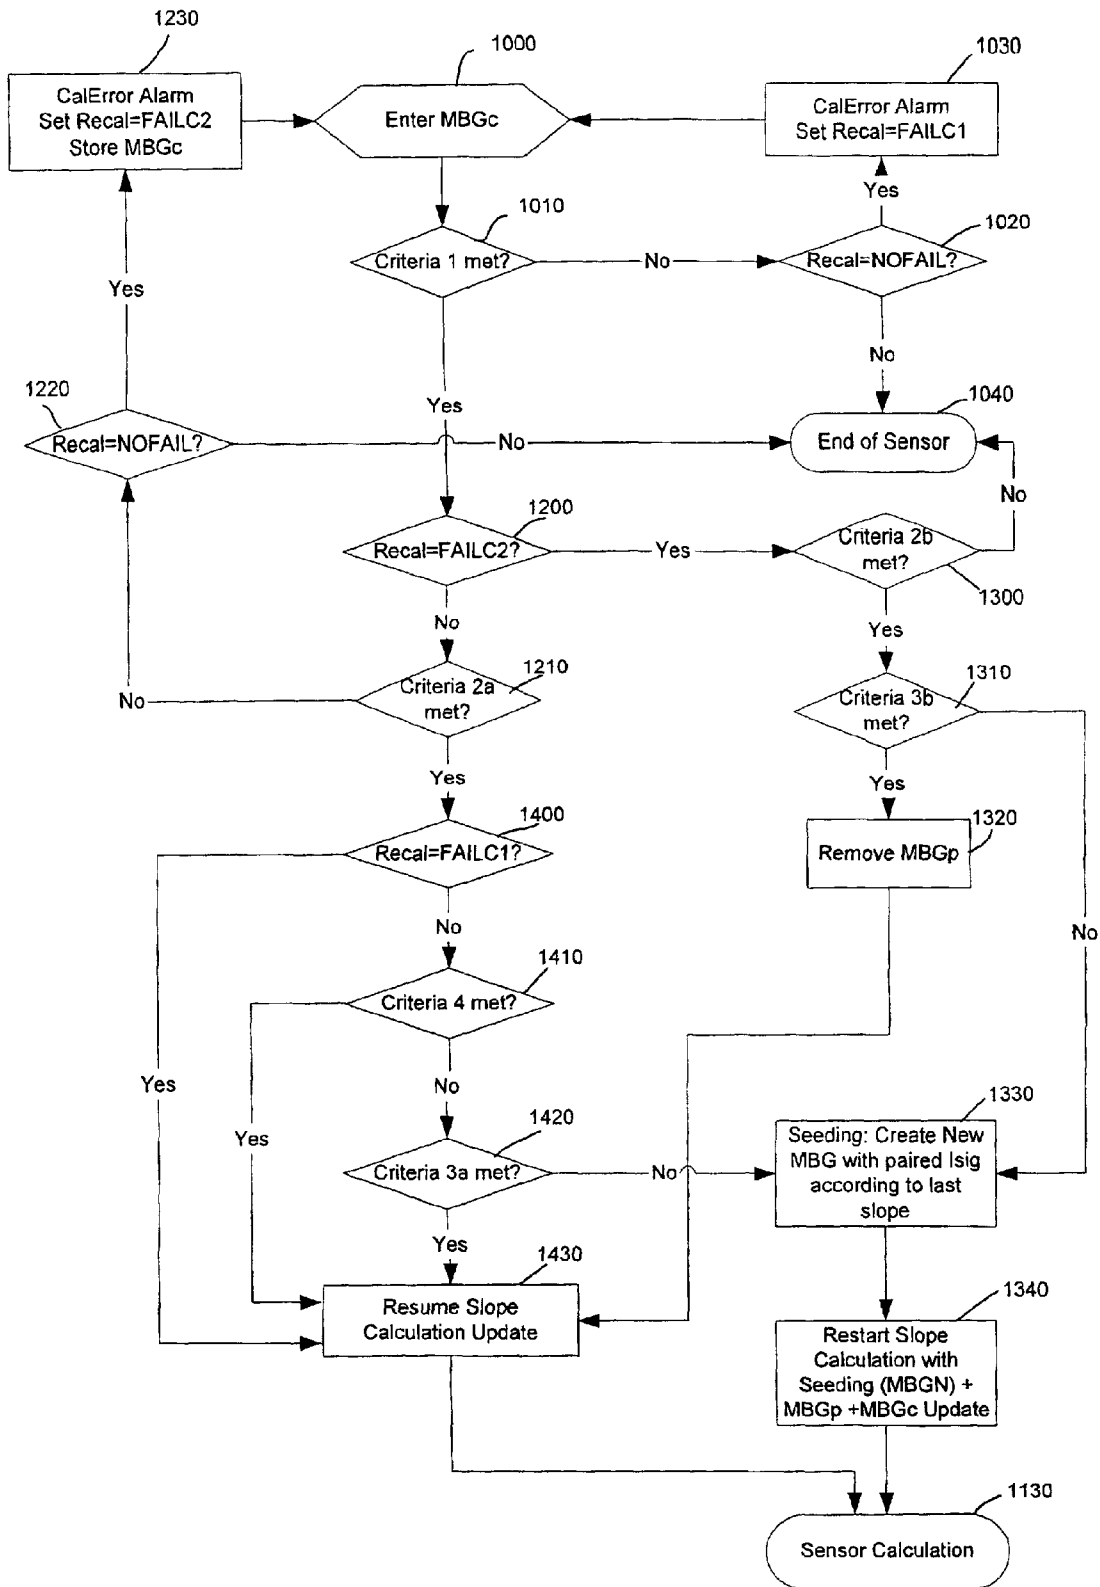 1230
1000
1030
CalError Alarm
Set Recal=FAILC2
Store MBGc
Enter MBGc
CalError Alarm
Set Recal=FAILC1
Yes
1010
1020
Criteria 1 met?
No
Recal=NOFAIL?
Yes
No
1220
Yes
1040
Recal=NOFAIL?
No
End of Sensor
No
1200
Recal=FAILC2?
Yes
Criteria 2b
met?
1300
No
Yes
1210
Criteria 2a
met?
No
1310
Criteria 3b
met?
Yes
Yes
1400
1320
Recal=FAILC1?
Remove MBGp
No
No
1410
Criteria 4 met?
Yes
No
Yes
1330
1420
Seeding: Create New
MBG with paired Isig
according to last
slope
Criteria 3a met?
No
Yes
1430
1340
Resume Slope
Calculation Update
Restart Slope
Calculation with
Seeding (MBGN) +
MBGp +MBGc Update
1130
Sensor Calculation